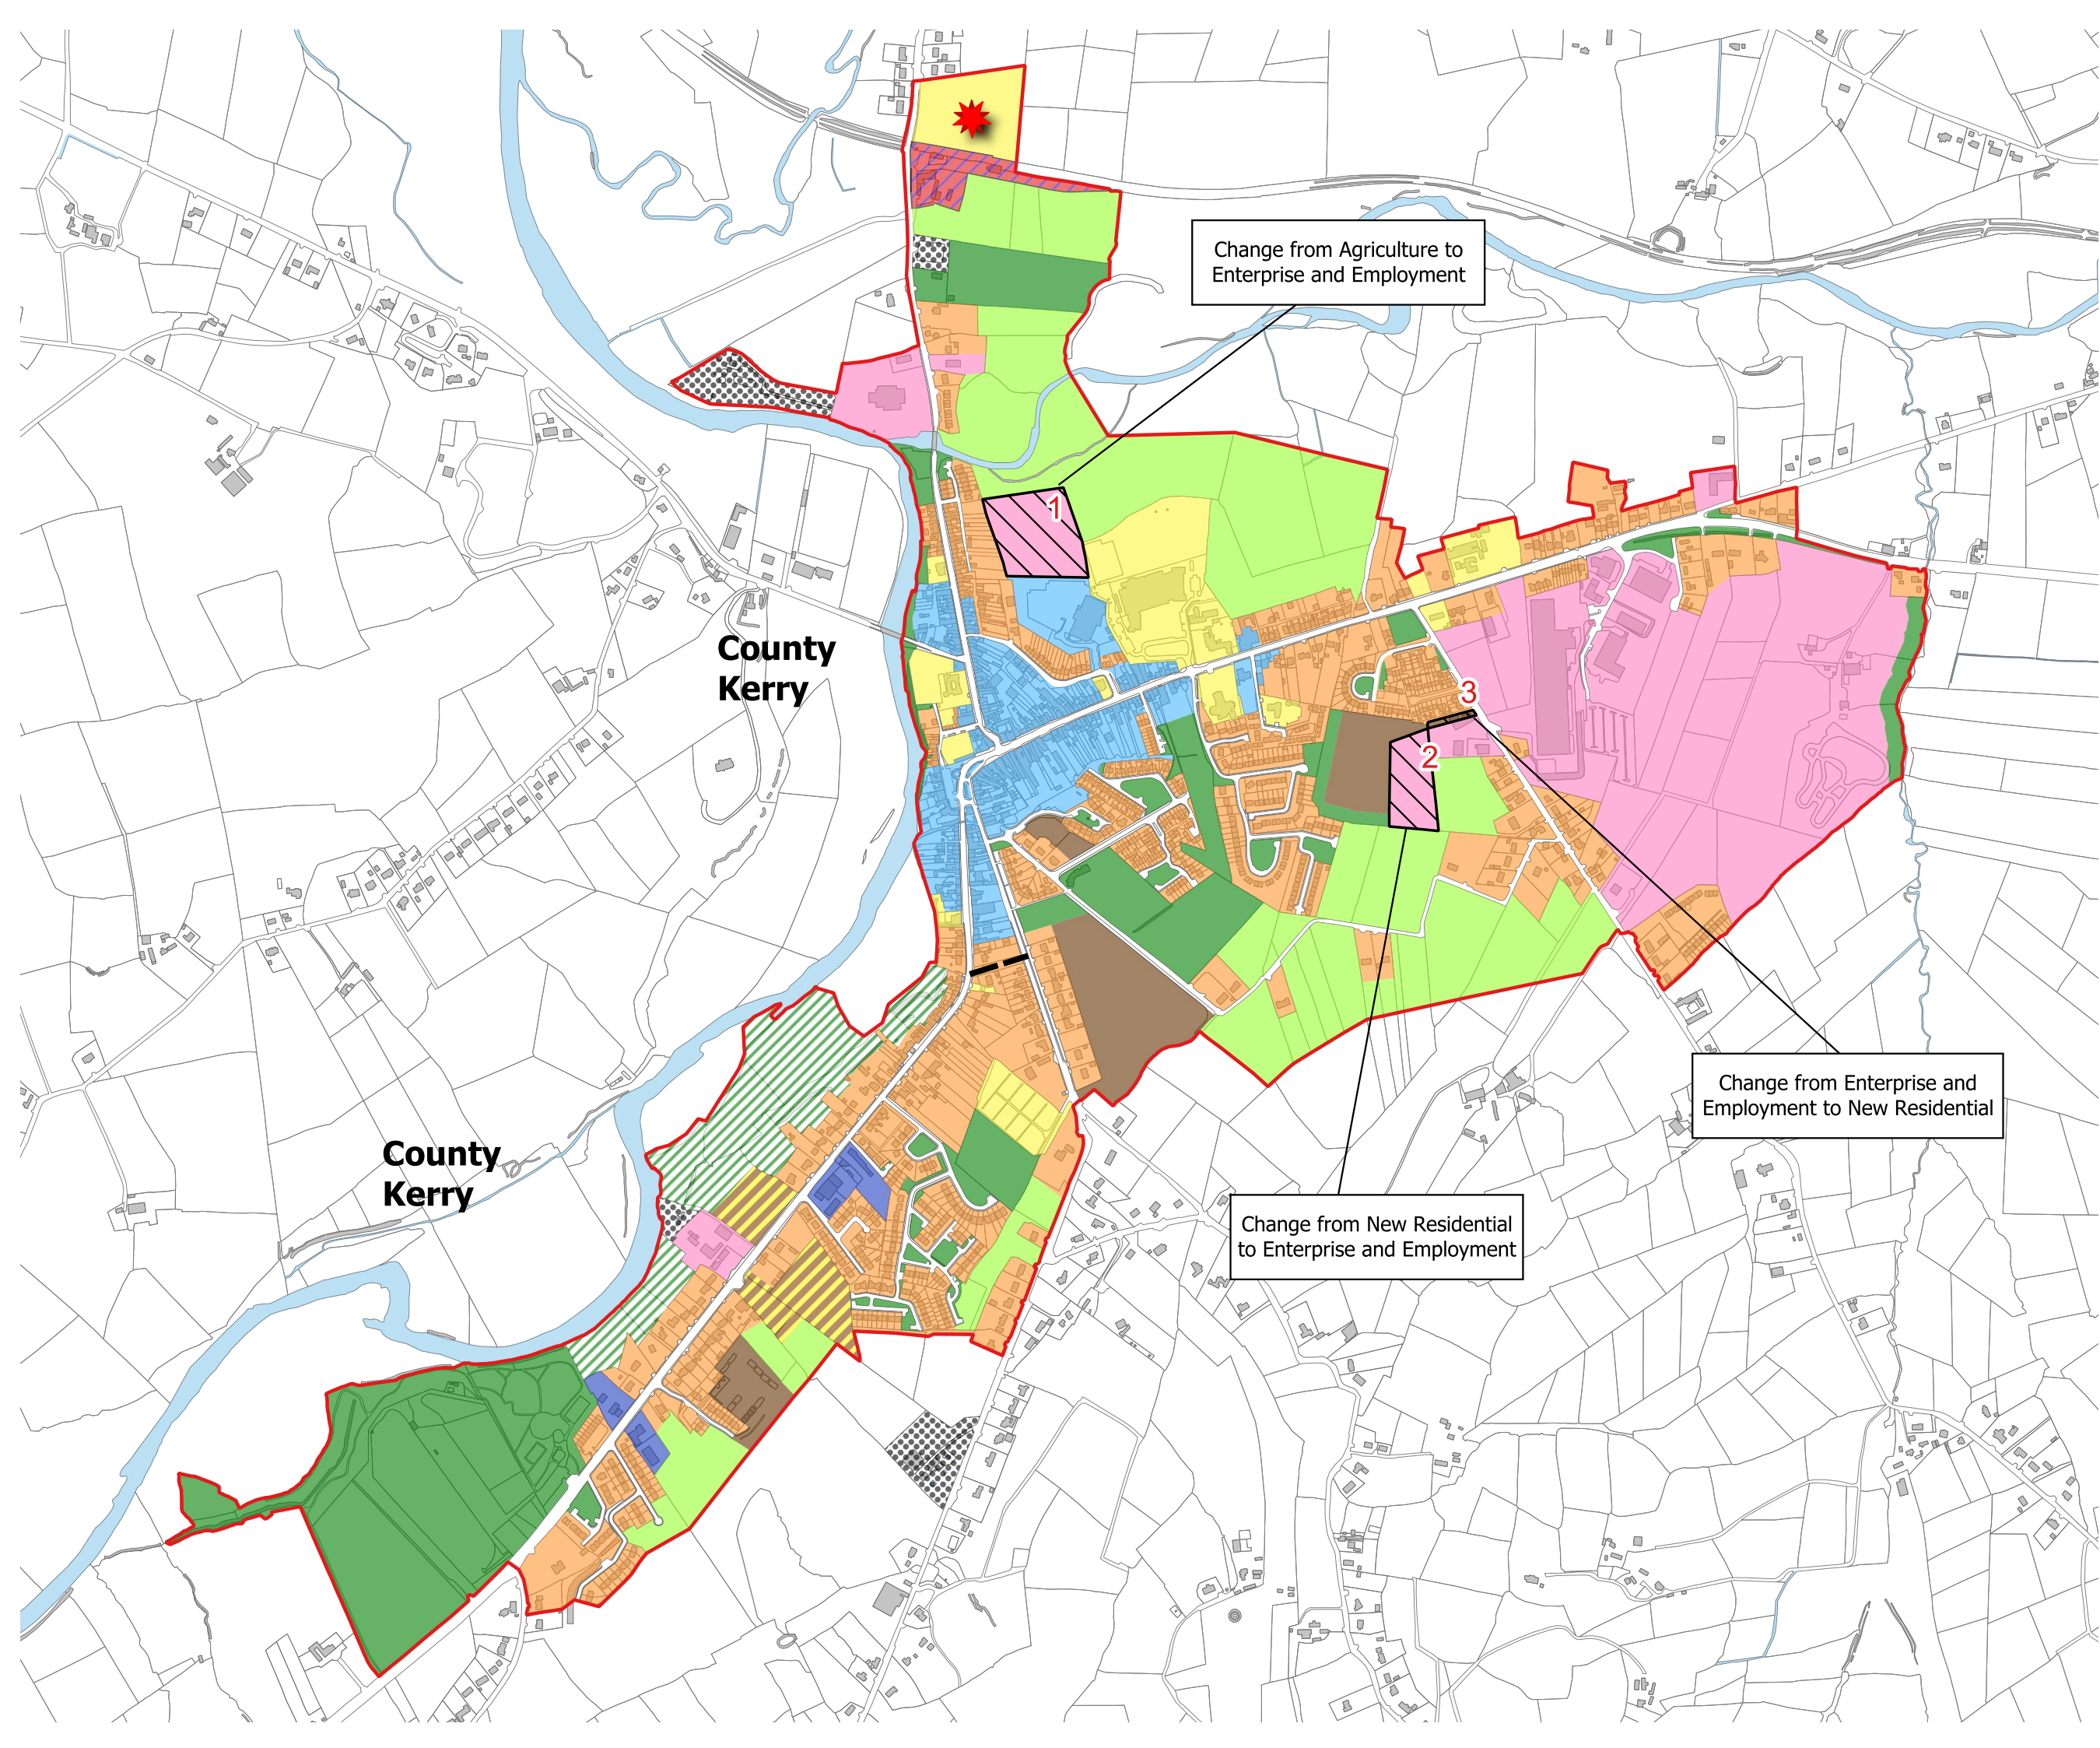 Change from Agriculture to
Enterprise and Employment
1
County
Kerry
3
2
Change from Enterprise and
Employment to New Residential
County
Kerry
Change from New Residential
to Enterprise and Employment